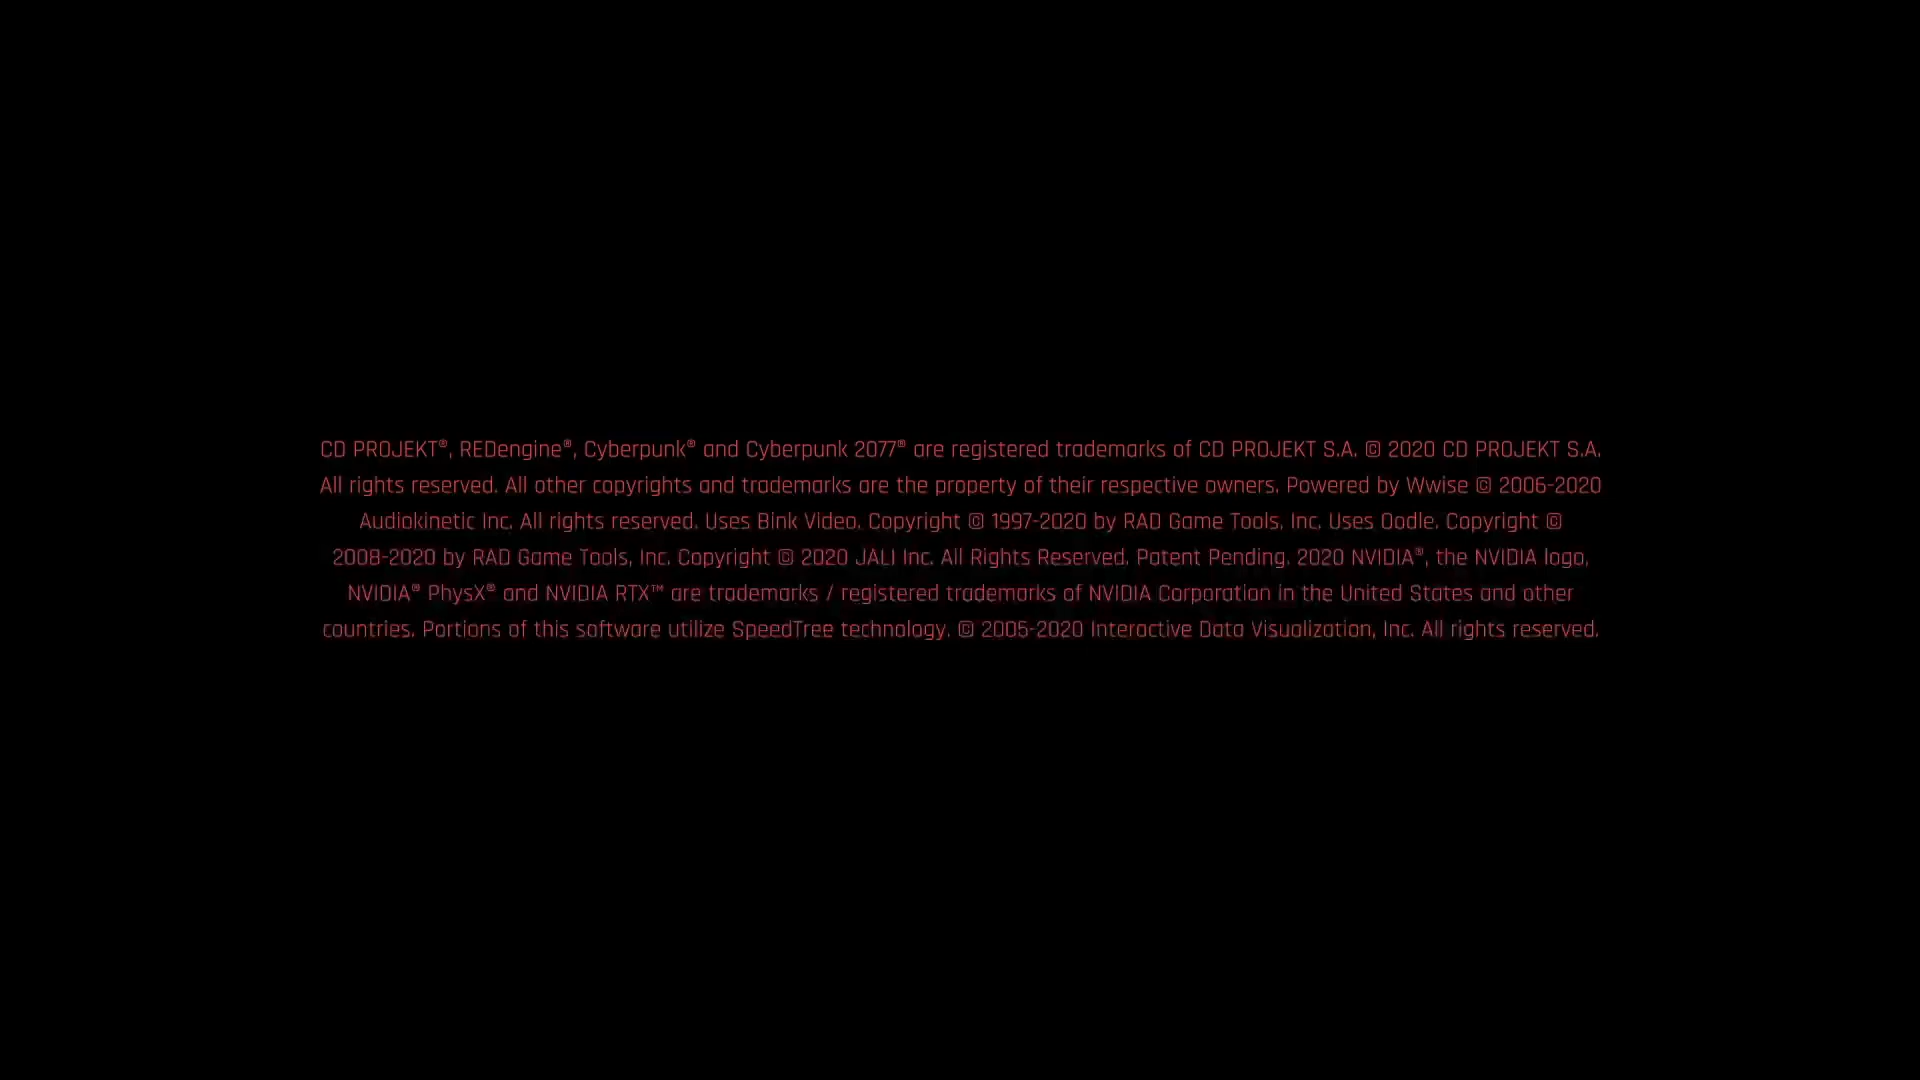 CD PROJEKT®, REDengine®, Cyberpunk® and Cyberpunk 2077® are registered trademarks of CD PROJEKT S.A. © 2020 CD PROJEKT S.A.
All rights reserved. All other copyrights and trademarks are the property of their respective owners. Powered by Wwise © 2006-2020
Audiokinetic Inc. All rights reserved. Uses Bink Video. Copyright © 1997-2020 by RAD Game Tools, Inc. Uses Oodle. Copyright ©
2008-2020 by RAD Game Tools, Inc. Copyright © 2020 JALI Inc. All Rights Reserved. Patent Pending. 2020 NVIDIA®, the NVIDIA logo,
NVIDIA® PhysX® and NVIDIA RTX™ are trademarks / registered trademarks of NVIDIA Corporation in the United States and other
countries. Portions of this software utilize SpeedTree technology. © 2005-2020 Interactive Data Visualization, Inc. All rights reserved.